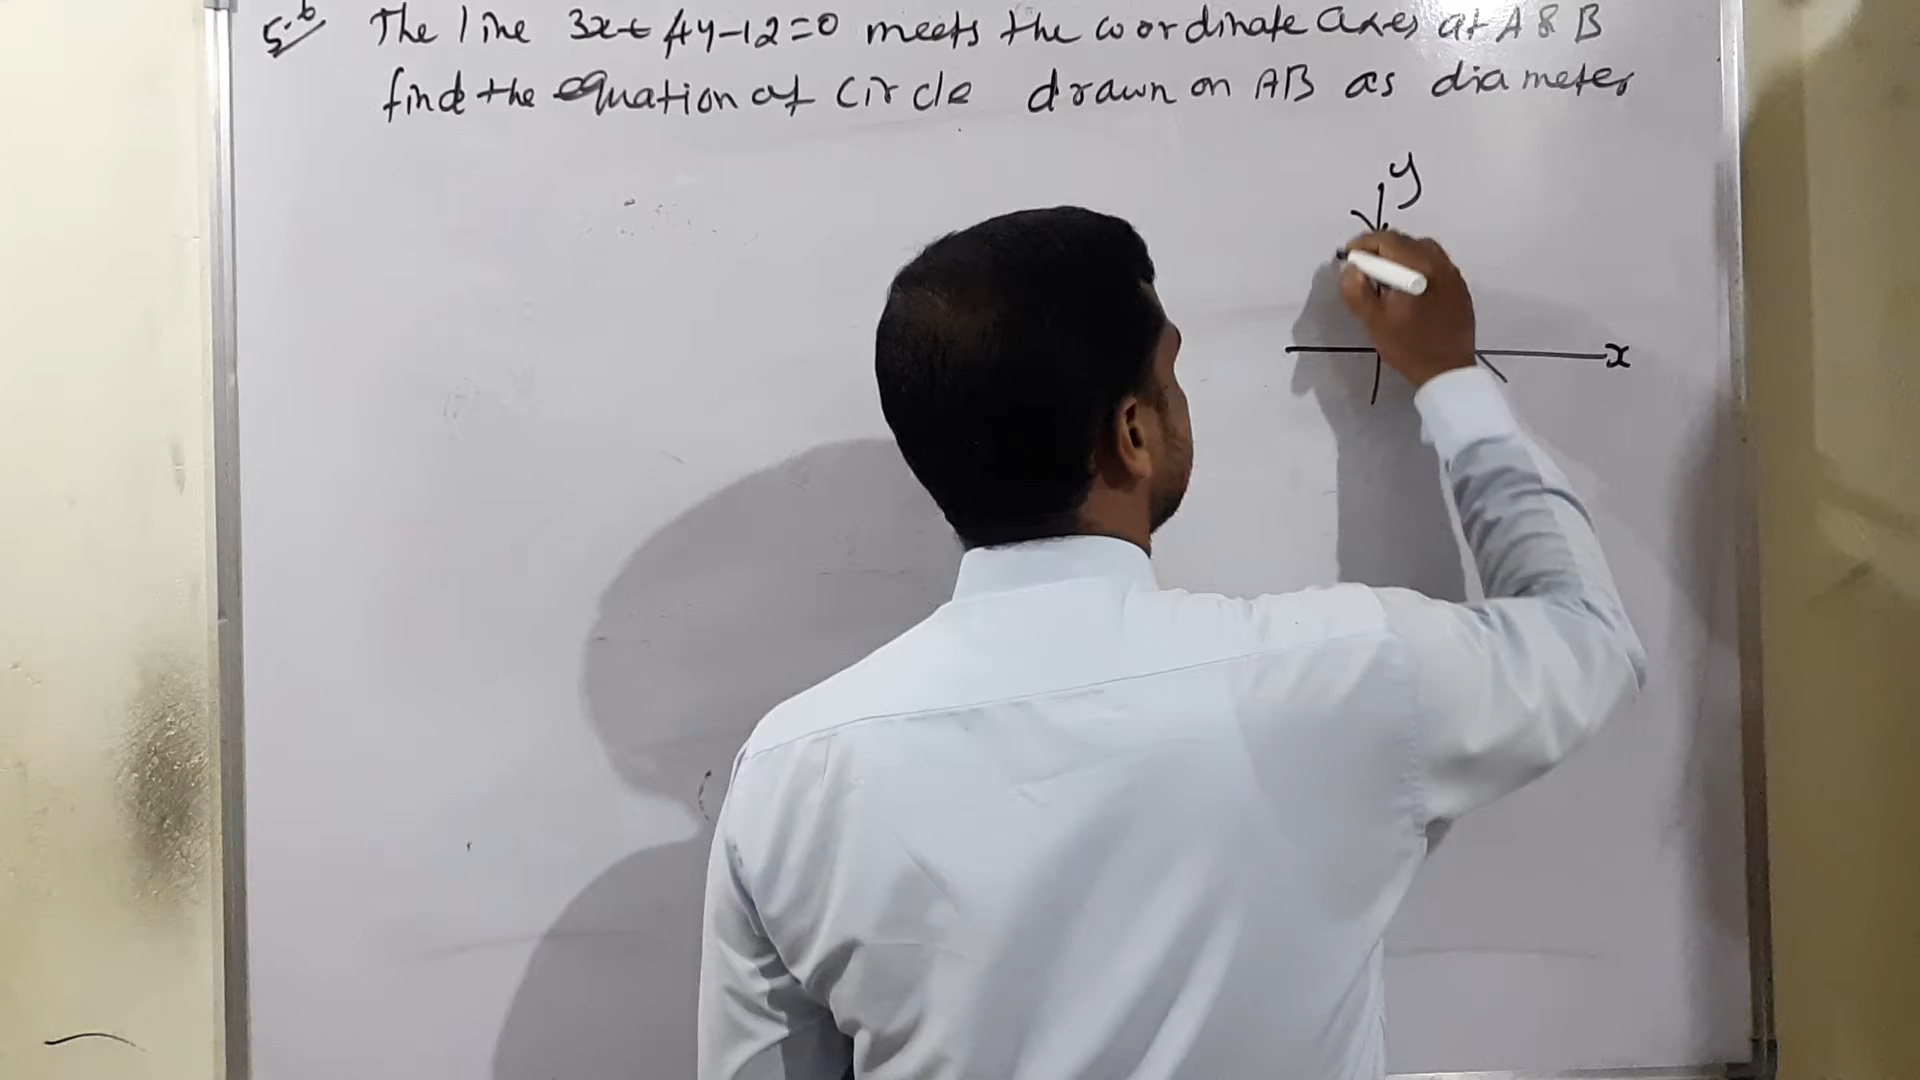 5.b The line 3x+4y-12=0 meets the coordinate axes at A & B
find the equation of circle drawn on AB as diameter
y
x